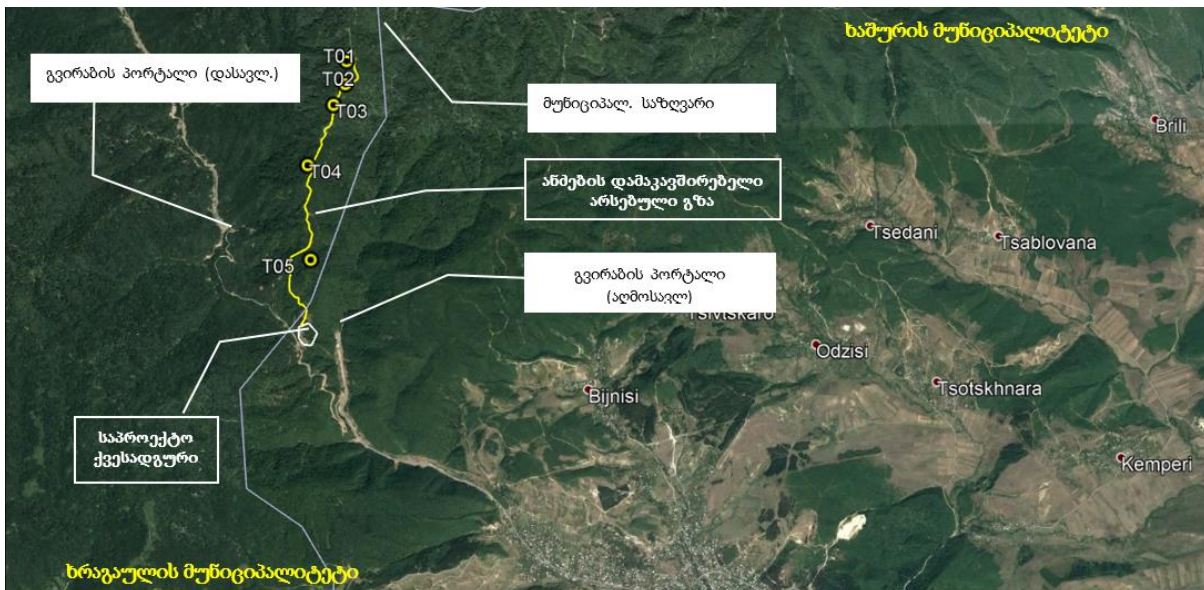 ხაშურის მუნიციპალიტეტი
გვირაბის პორტალი (დასავლ.)
T01
T02
T03
მუნიციპალ. საზღვარი
Brili
T04
ანძების დამაკავშირებელი
არსებული გზა
Tsedani
Tsablovana
T05
გვირაბის პორტალი
(აღმოსავლ)
Tsivtskaro
Odzisi
Tsotskhnara
Bijnisi
საპროექტო
ქვესადგური
Kemperi
ხრაგაულის მუნიციპალიტეტი